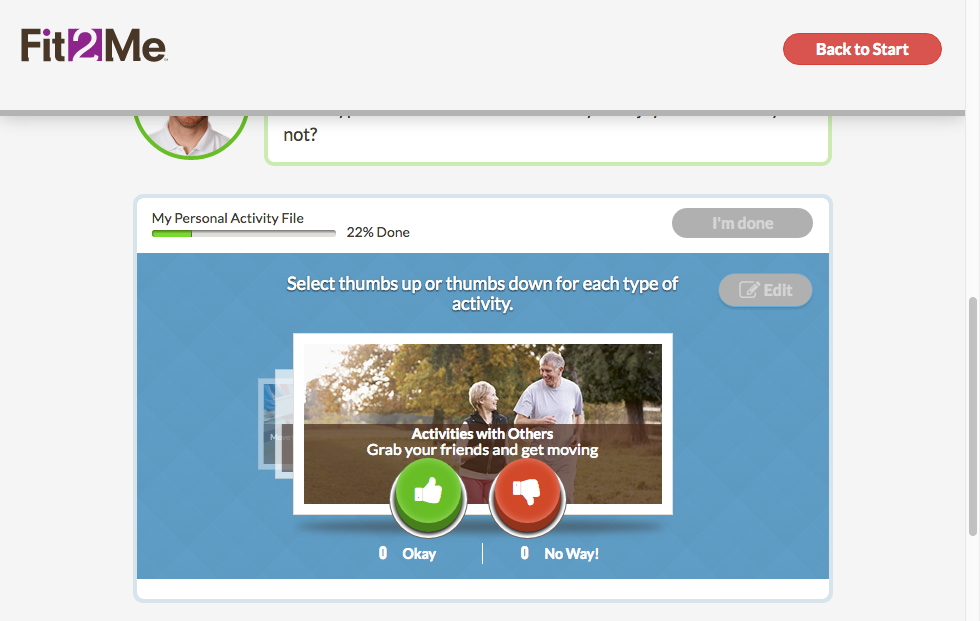 Fit2Me
Back to Start
not?
My Personal Activity File
22% Done
I'm done
Select thumbs up or thumbs down for each type of
activity.
Edit
Activities with Others
Grab your friends and get moving
0 Okay
0 No Way!